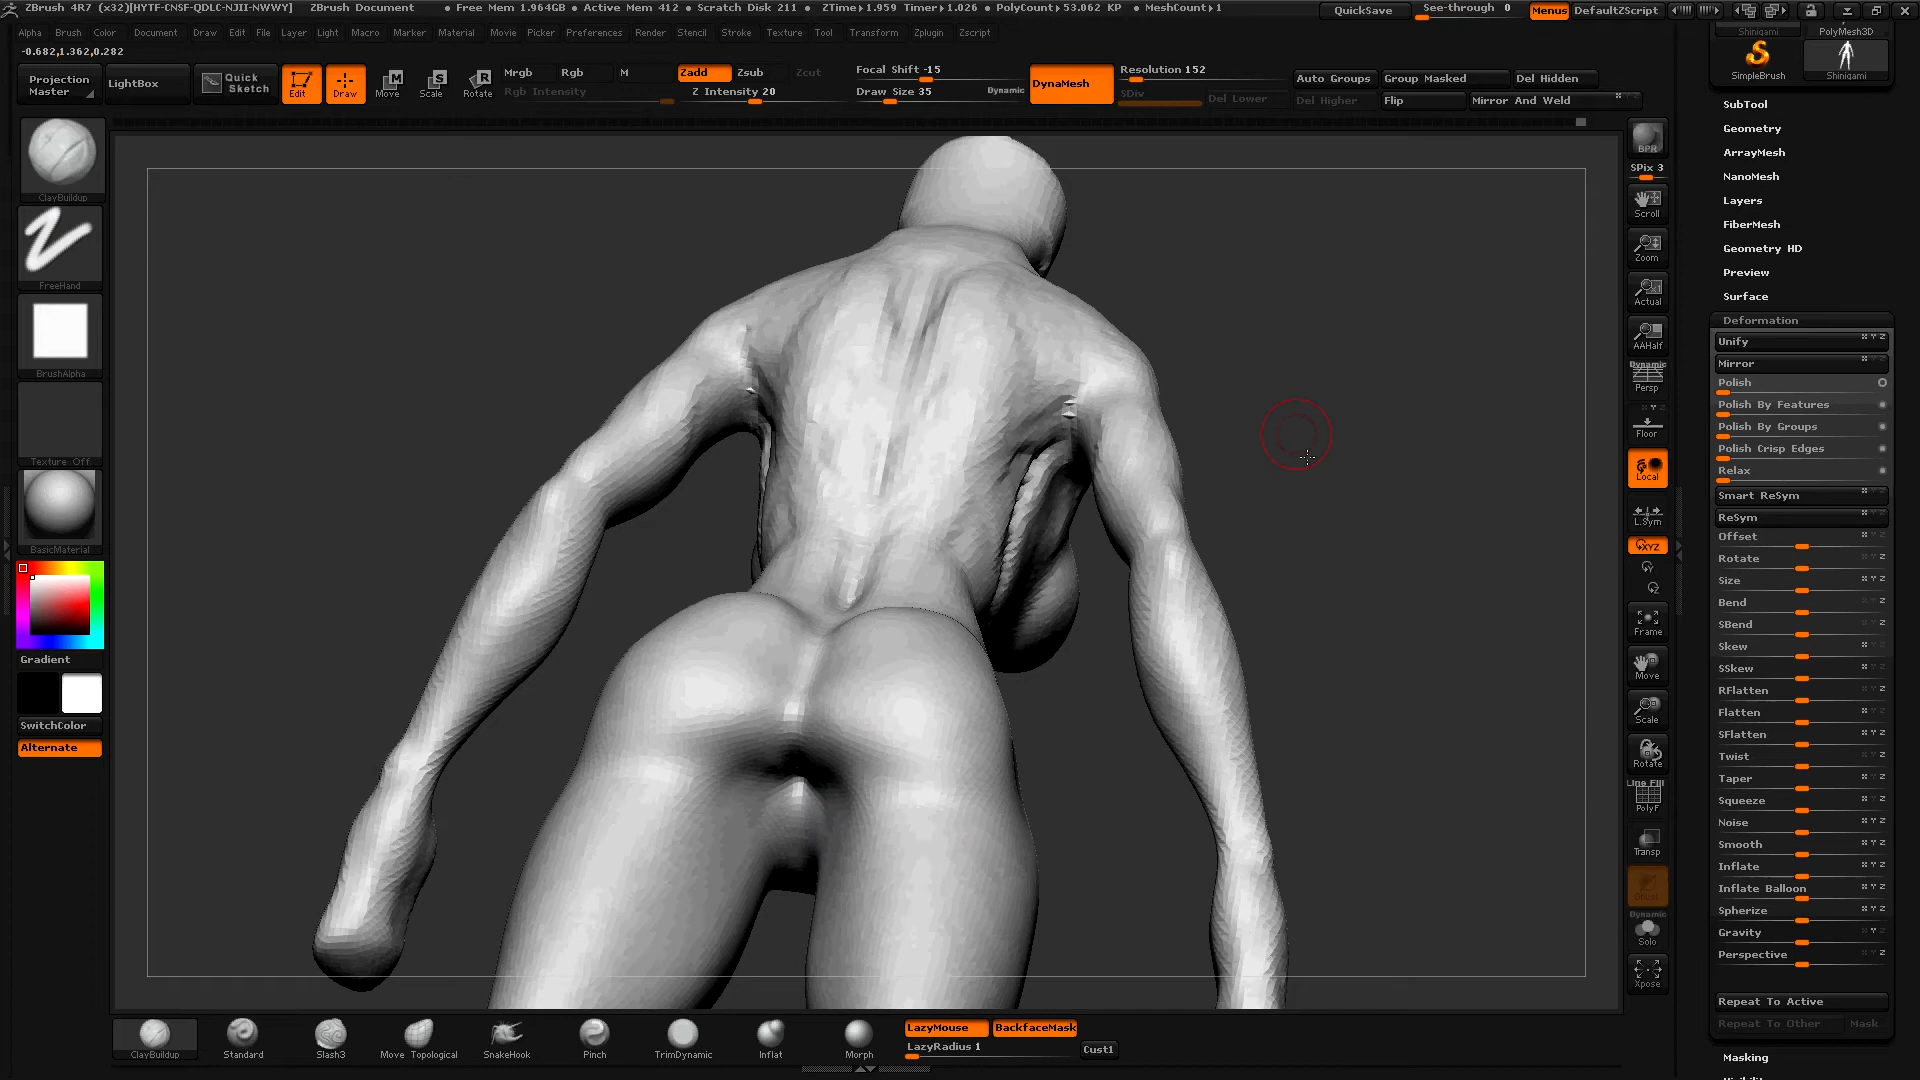 ZBrush 4R7 (x32)[HYTF-CNSF-QDLC-NJII-NWWY] ZBrush Document • Free Mem 1.964GB • Active Mem 412 • Scratch Disk 211 • ZTime▸1.959 Timer▸1.026 • PolyCount▸53.062 KP • MeshCount▸1 QuickSave See-through 0 Menus DefaultZScript
Alpha Brush Color Document Draw Edit File Layer Light Macro Marker Material Movie Picker Preferences Render Stencil Stroke Texture Tool Transform Zplugin Zscript
-0.682,1.362,0.282
Projection Master
LightBox
Quick Sketch
Edit
Draw
Move
Scale
Rotate
Mrgb Rgb M Zadd Zsub Zcut
Rgb Intensity Z Intensity 20
Focal Shift -15
Draw Size 35 Dynamic
DynaMesh
Resolution 152
SDiv Del Lower
Auto Groups Group Masked Del Hidden
Del Higher Flip Mirror And Weld
ClayBuildup
FreeHand
BrushAlpha
Texture Off
BasicMaterial
Gradient
SwitchColor
Alternate
BPR
SPix 3
Scroll
Zoom
Actual
AAHalf
Dynamic
Persp
Floor
Local
L.Sym
XYZ
Frame
Move
Scale
Rotate
Line Fill
PolyF
Transp
Dynamic
Solo
Xpose
Shinigami PolyMesh3D
SimpleBrush Shinigami
SubTool
Geometry
ArrayMesh
NanoMesh
Layers
FiberMesh
Geometry HD
Preview
Surface
Deformation
Unify
Mirror
Polish
Polish By Features
Polish By Groups
Polish Crisp Edges
Relax
Smart ReSym
ReSym
Offset
Rotate
Size
Bend
SBend
Skew
SSkew
RFlatten
Flatten
SFlatten
Twist
Taper
Squeeze
Noise
Smooth
Inflate
Inflate Balloon
Spherize
Gravity
Perspective
Repeat To Active
Repeat To Other Mask
Masking
ClayBuildup Standard Slash3 Move Topological SnakeHook Pinch TrimDynamic Inflat Morph
LazyMouse BackfaceMask
LazyRadius 1 Cust1